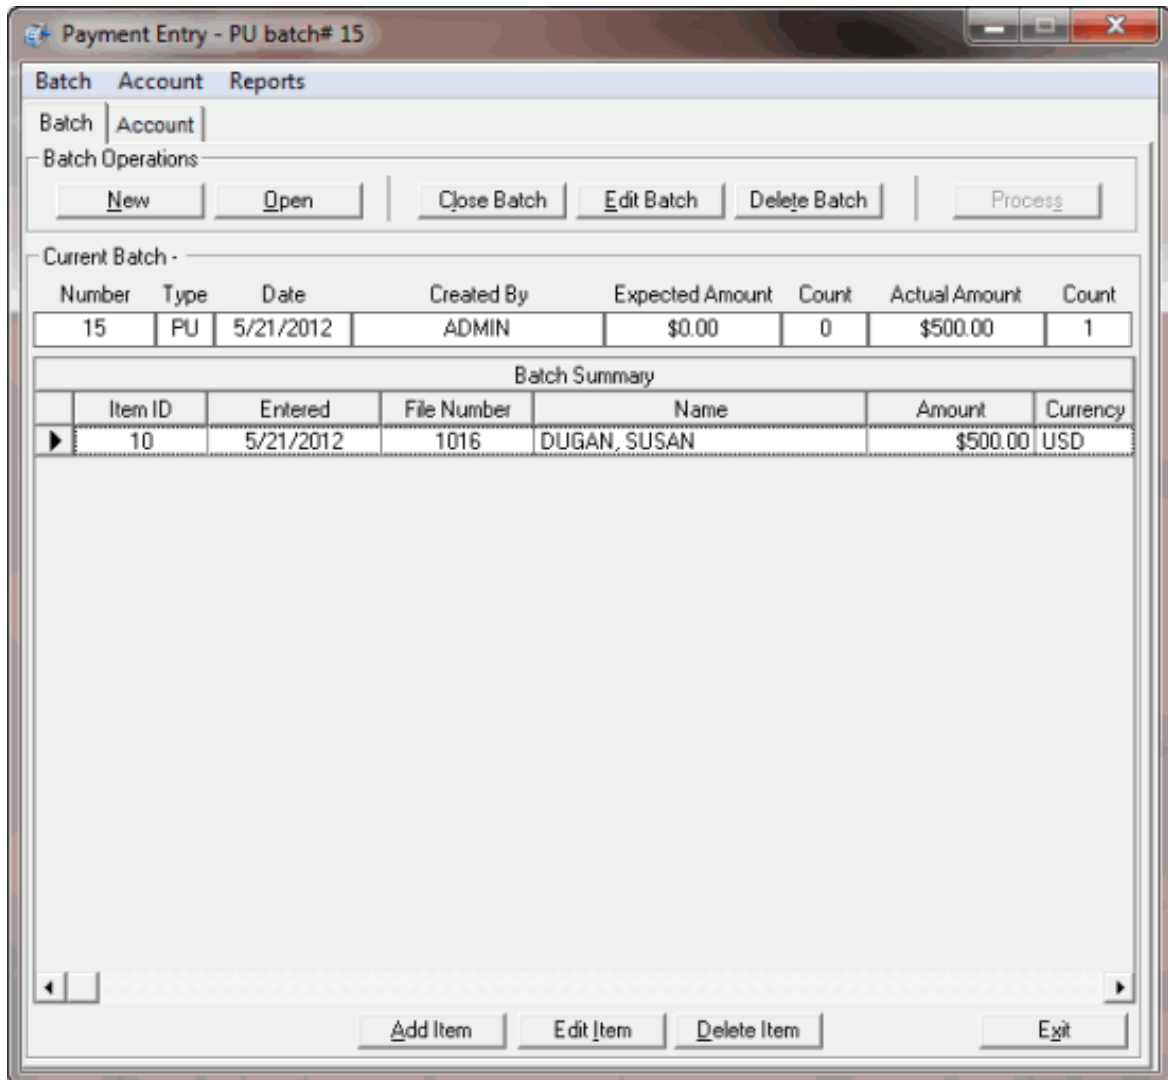 Payment Entry - PU batch# 15
Batch Account Reports
Batch Account
Batch Operations
New Open Close Batch Edit Batch Delete Batch Process
Current Batch -
Number Type Date Created By Expected Amount Count Actual Amount Count
15 PU 5/21/2012 ADMIN $0.00 0 $500.00 1
Batch Summary
Item ID Entered File Number Name Amount Currency
10 5/21/2012 1016 DUGAN, SUSAN $500.00 USD
Add Item Edit Item Delete Item Exit